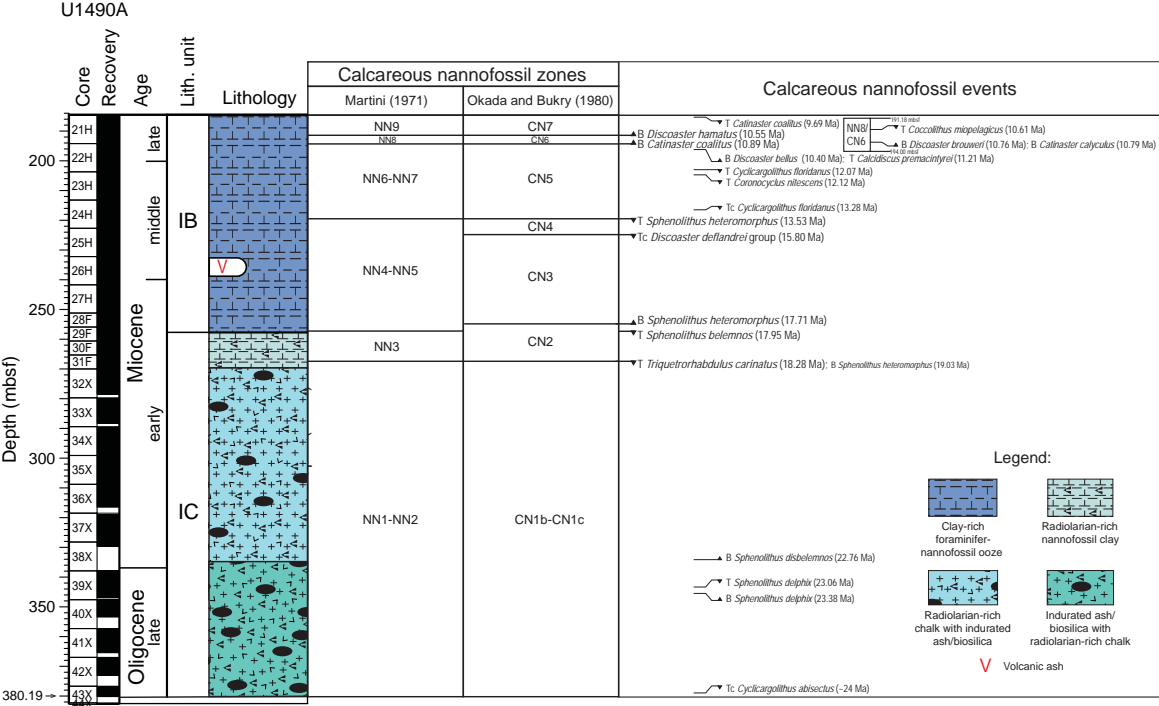 U1490A
Core
Recovery
Age
Lith. unit
Lithology
Calcareous nannofossil zones
Martini (1971)
Okada and Bukry (1980)
Calcareous nannofossil events
Depth (mbsf)
200
250
300
350
380.19
21H
22H
23H
24H
25H
26H
27H
28F
29F
30F
31F
32X
33X
34X
35X
36X
37X
38X
39X
40X
41X
42X
43X
44X
late
middle
Miocene
early
Oligocene
late
IB
IC
V
NN9
NN8
NN6-NN7
NN4-NN5
NN3
NN1-NN2
CN7
CN6
CN5
CN4
CN3
CN2
CN1b-CN1c
T Catinaster coalitus (9.69 Ma)
B Discoaster hamatus (10.55 Ma)
B Catinaster coalitus (10.89 Ma)
NN8/
CN6
191.18 mbsf
194.00 mbsf
T Coccolithus miopelagicus (10.61 Ma)
B Discoaster brouweri (10.76 Ma); B Catinaster calyculus (10.79 Ma)
B Discoaster bellus (10.40 Ma); T Calcidiscus premacintyrei (11.21 Ma)
T Cyclicargolithus floridanus (12.07 Ma)
T Coronocyclus nitescens (12.12 Ma)
Tc Cyclicargolithus floridanus (13.28 Ma)
T Sphenolithus heteromorphus (13.53 Ma)
Tc Discoaster deflandrei group (15.80 Ma)
B Sphenolithus heteromorphus (17.71 Ma)
T Sphenolithus belemnos (17.95 Ma)
T Triquetrorhabdulus carinatus (18.28 Ma); B Sphenolithus heteromorphus (19.03 Ma)
B Sphenolithus disbelemnos (22.76 Ma)
T Sphenolithus delphix (23.06 Ma)
B Sphenolithus delphix (23.38 Ma)
Tc Cyclicargolithus abisectus (~24 Ma)
Legend:
Clay-rich
foraminifer-
nannofossil ooze
Radiolarian-rich
nannofossil clay
Radiolarian-rich
chalk with indurated
ash/biosilica
Indurated ash/
biosilica with
radiolarian-rich chalk
V Volcanic ash